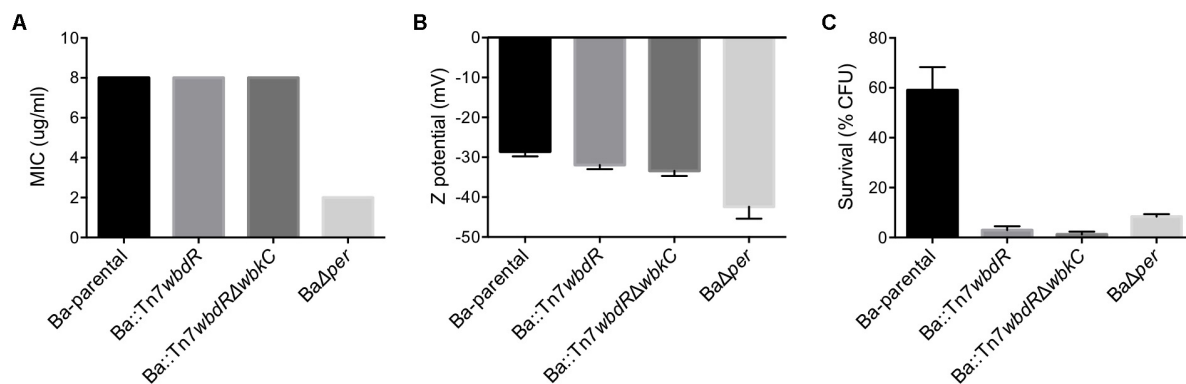 A
B
C
MIC (ug/ml)
10
8
6
4
2
0
Ba-parental
Ba::Tn7wbdR
Ba::Tn7wbdRΔwbkC
BaΔper
Z potential (mV)
0
-10
-20
-30
-40
-50
Ba-parental
Ba::Tn7wbdR
Ba::Tn7wbdRΔwbkC
BaΔper
Survival (% CFU)
80
60
40
20
0
Ba-parental
Ba::Tn7wbdR
Ba::Tn7wbdRΔwbkC
BaΔper